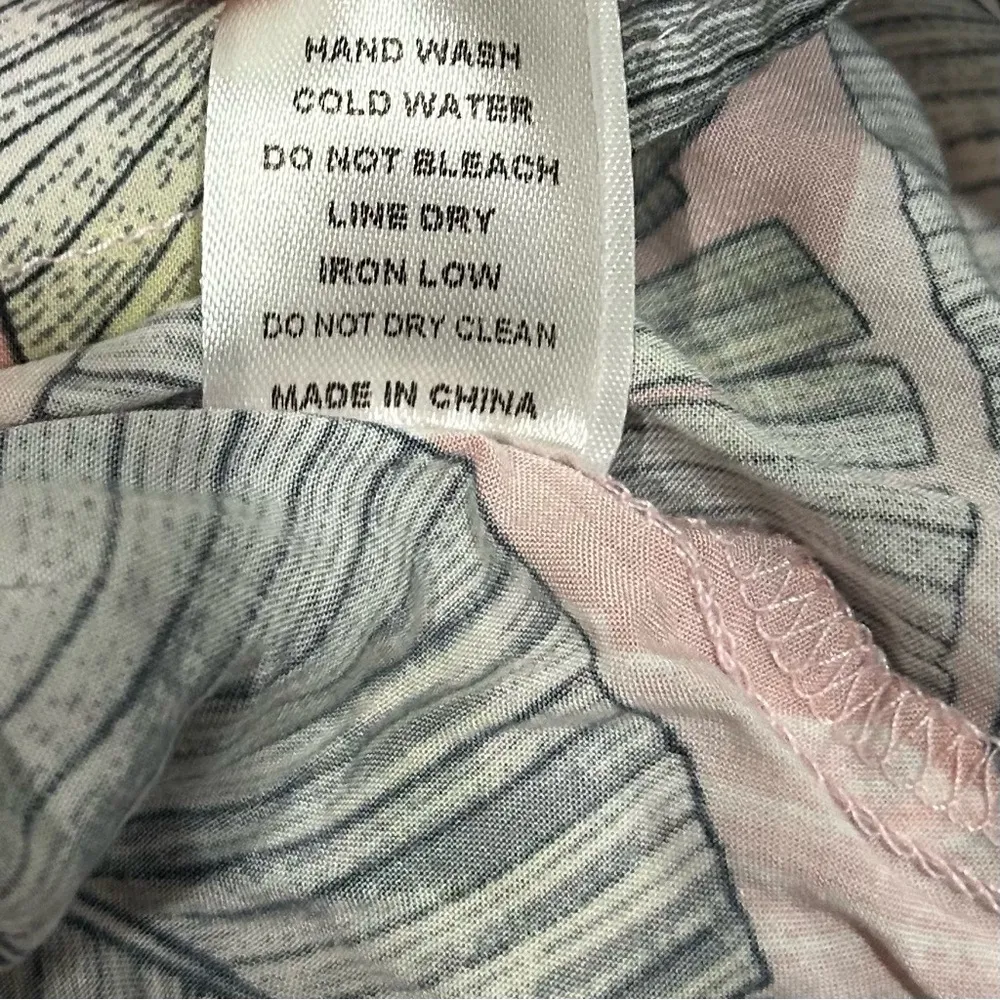 HAND WASH
COLD WATER
DO NOT BLEACH
LINE DRY
IRON LOW
DO NOT DRY CLEAN
MADE IN CHINA